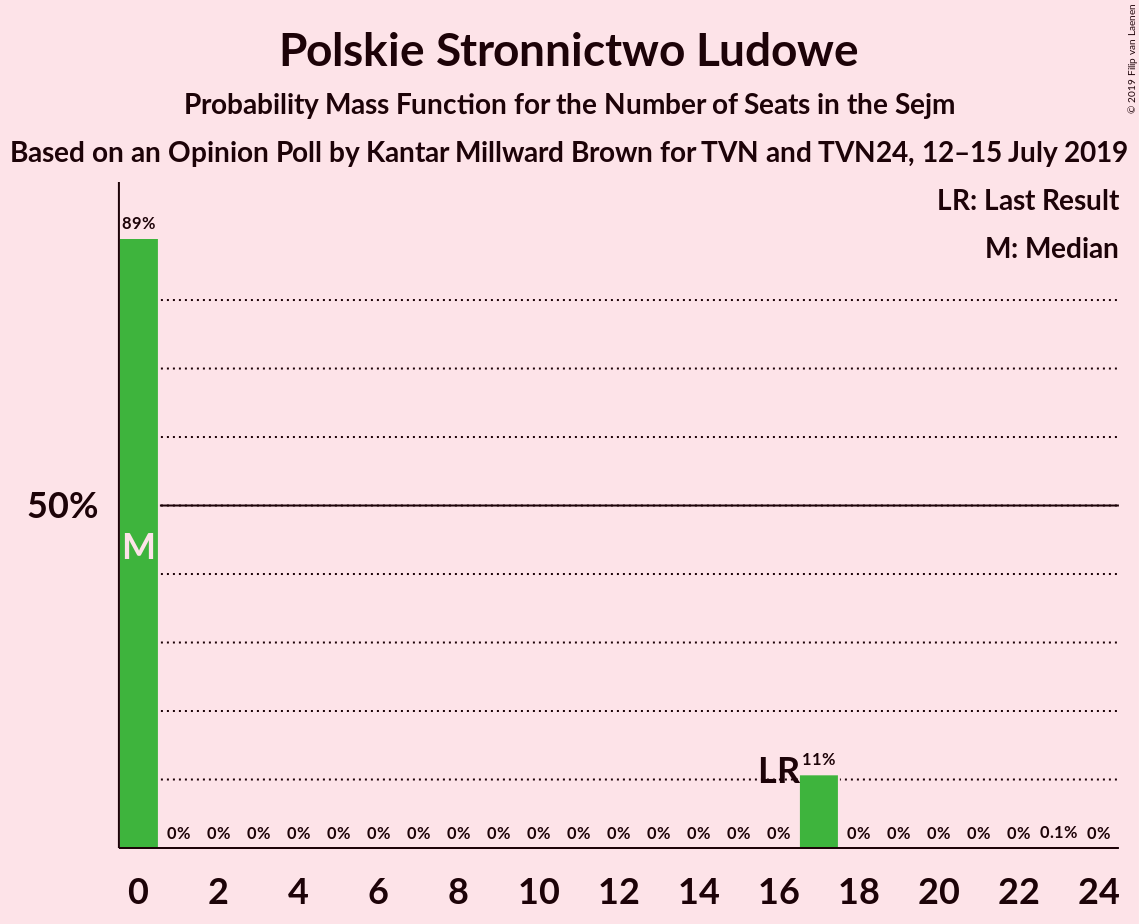 Polskie Stronnictwo Ludowe
Probability Mass Function for the Number of Seats in the Sejm
Based on an Opinion Poll by Kantar Millward Brown for TVN and TVN24, 12–15 July 2019
© 2019 Filip van Laenen
LR: Last Result
M: Median
89%
50%
M
LR 11%
0% 0% 0% 0% 0% 0% 0% 0% 0% 0% 0% 0% 0% 0% 0% 0% 0% 0% 0% 0% 0% 0.1% 0%
0 2 4 6 8 10 12 14 16 18 20 22 24